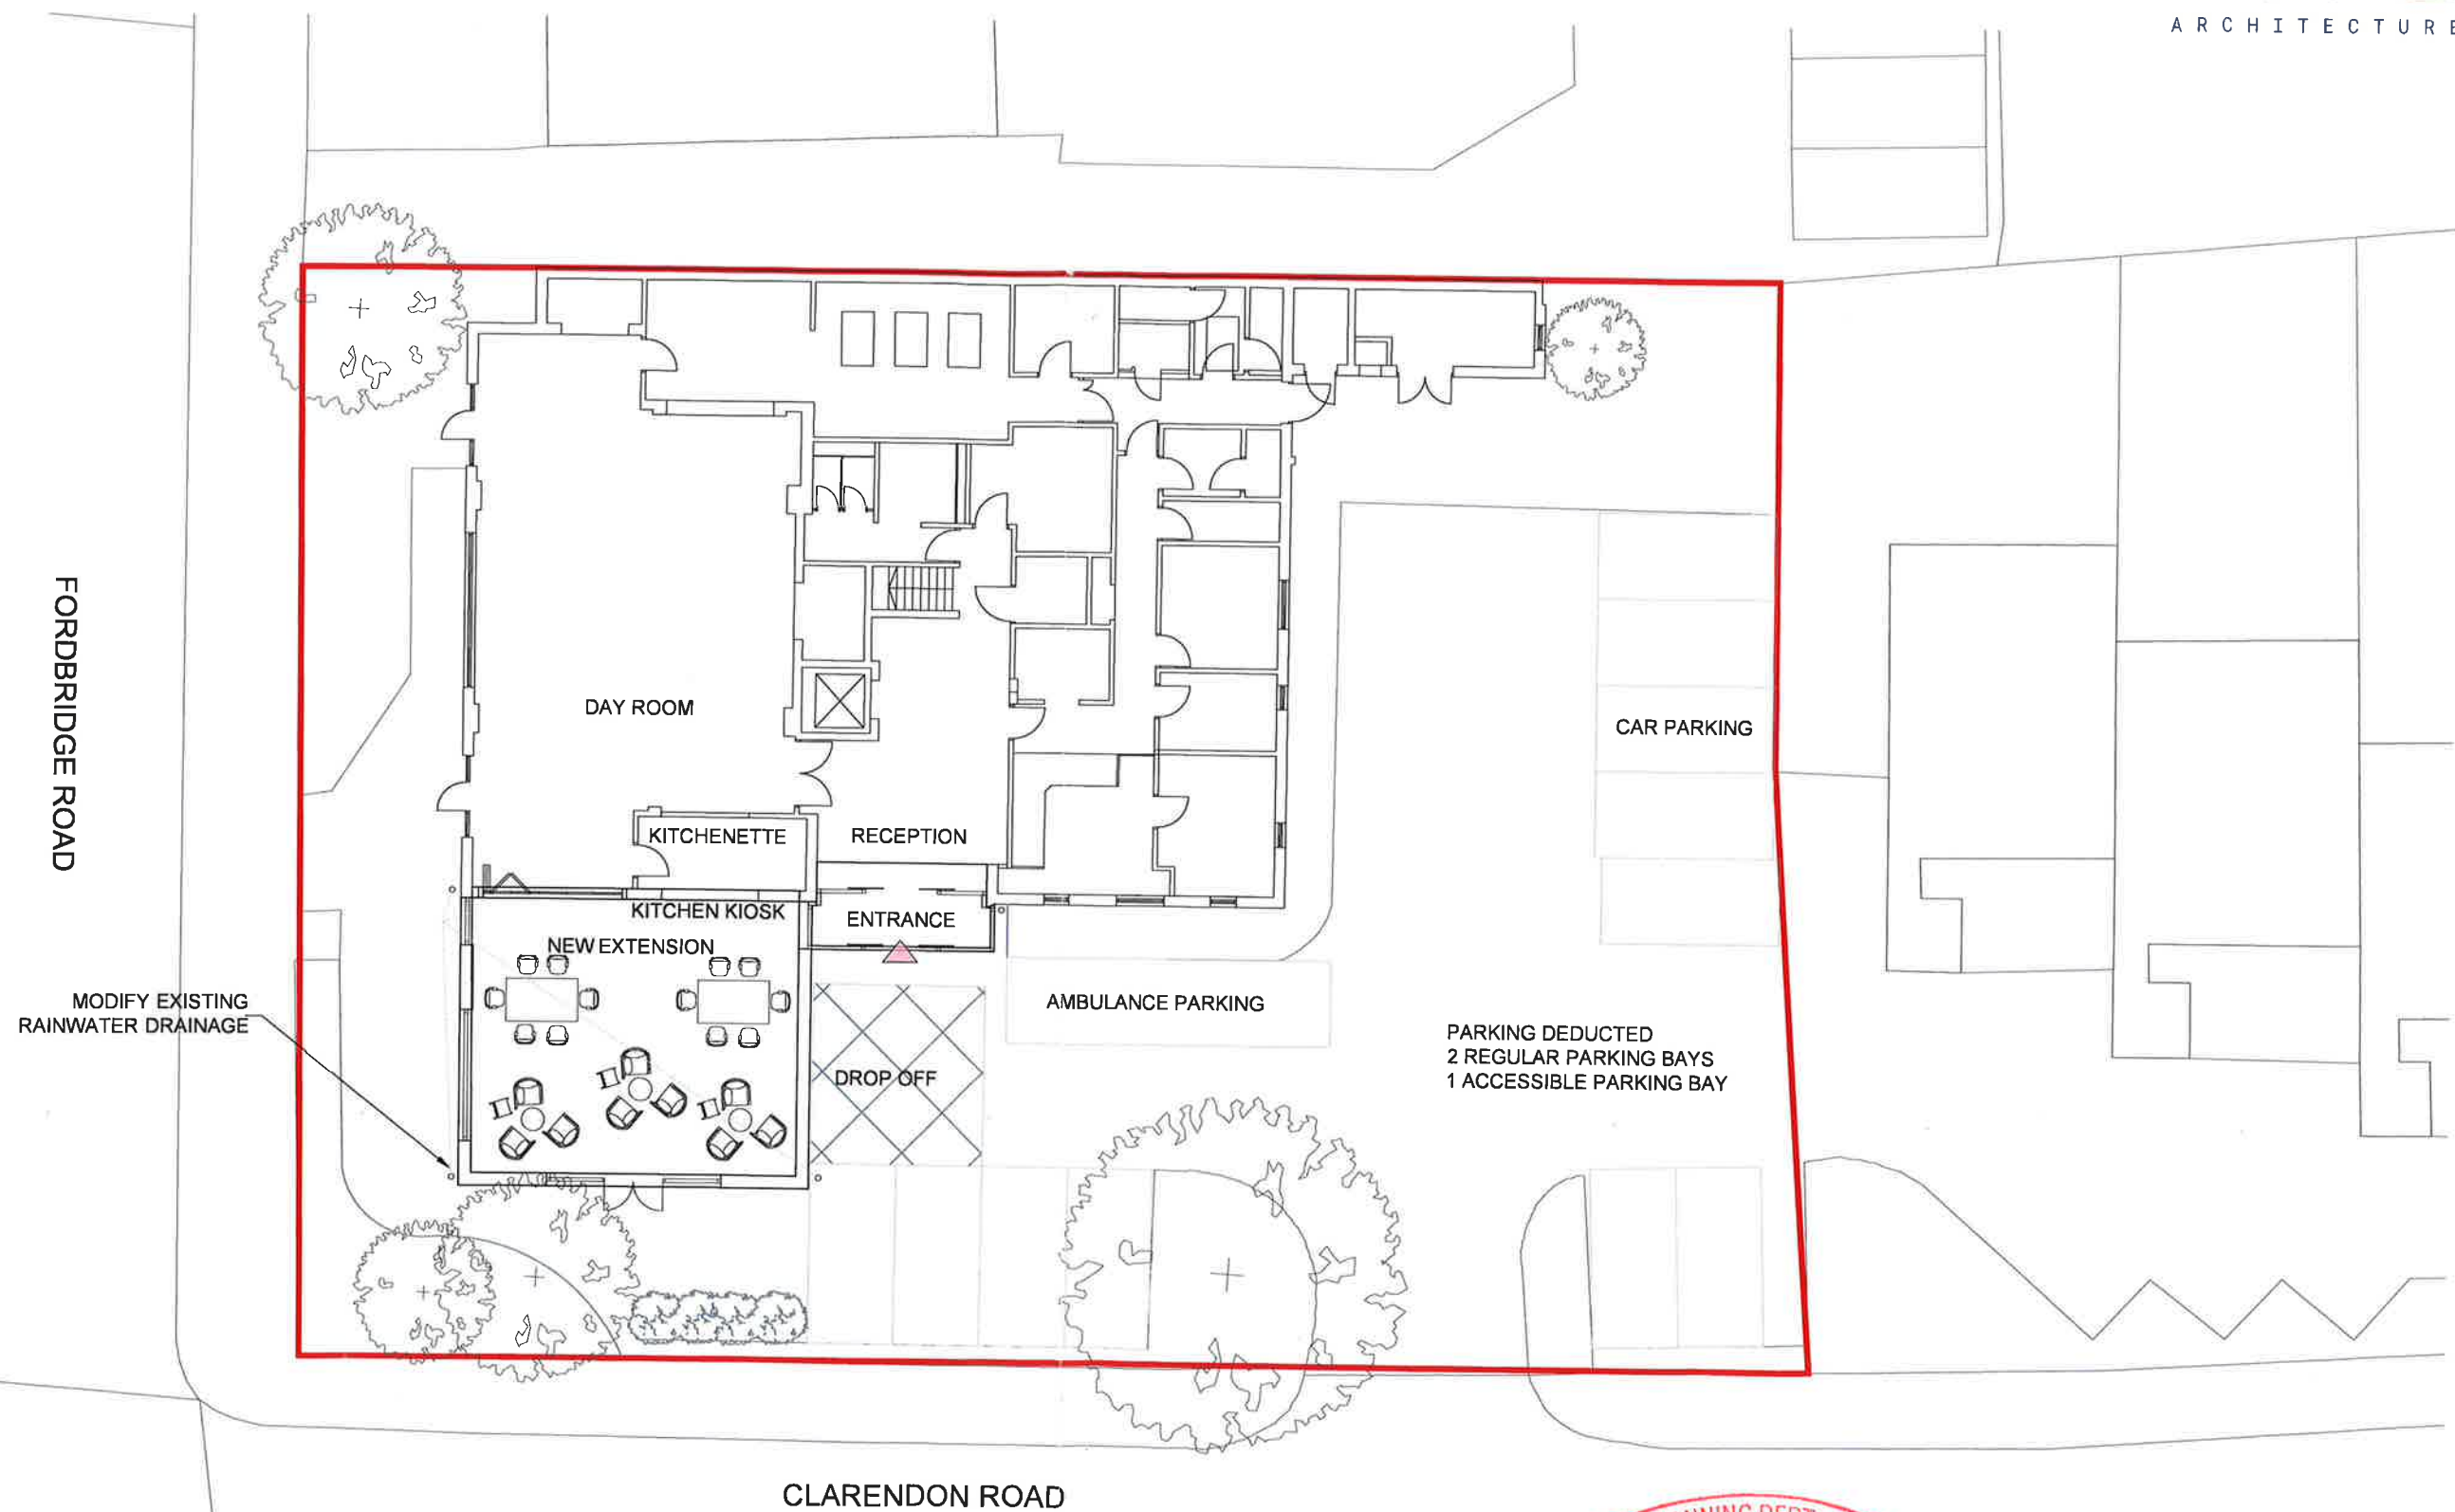 ARCHITECTURE
FORDBRIDGE ROAD
DAY ROOM
CAR PARKING
KITCHENETTE
RECEPTION
KITCHEN KIOSK
ENTRANCE
NEW EXTENSION
MODIFY EXISTING
RAINWATER DRAINAGE
AMBULANCE PARKING
DROP OFF
PARKING DEDUCTED
2 REGULAR PARKING BAYS
1 ACCESSIBLE PARKING BAY
CLARENDON ROAD